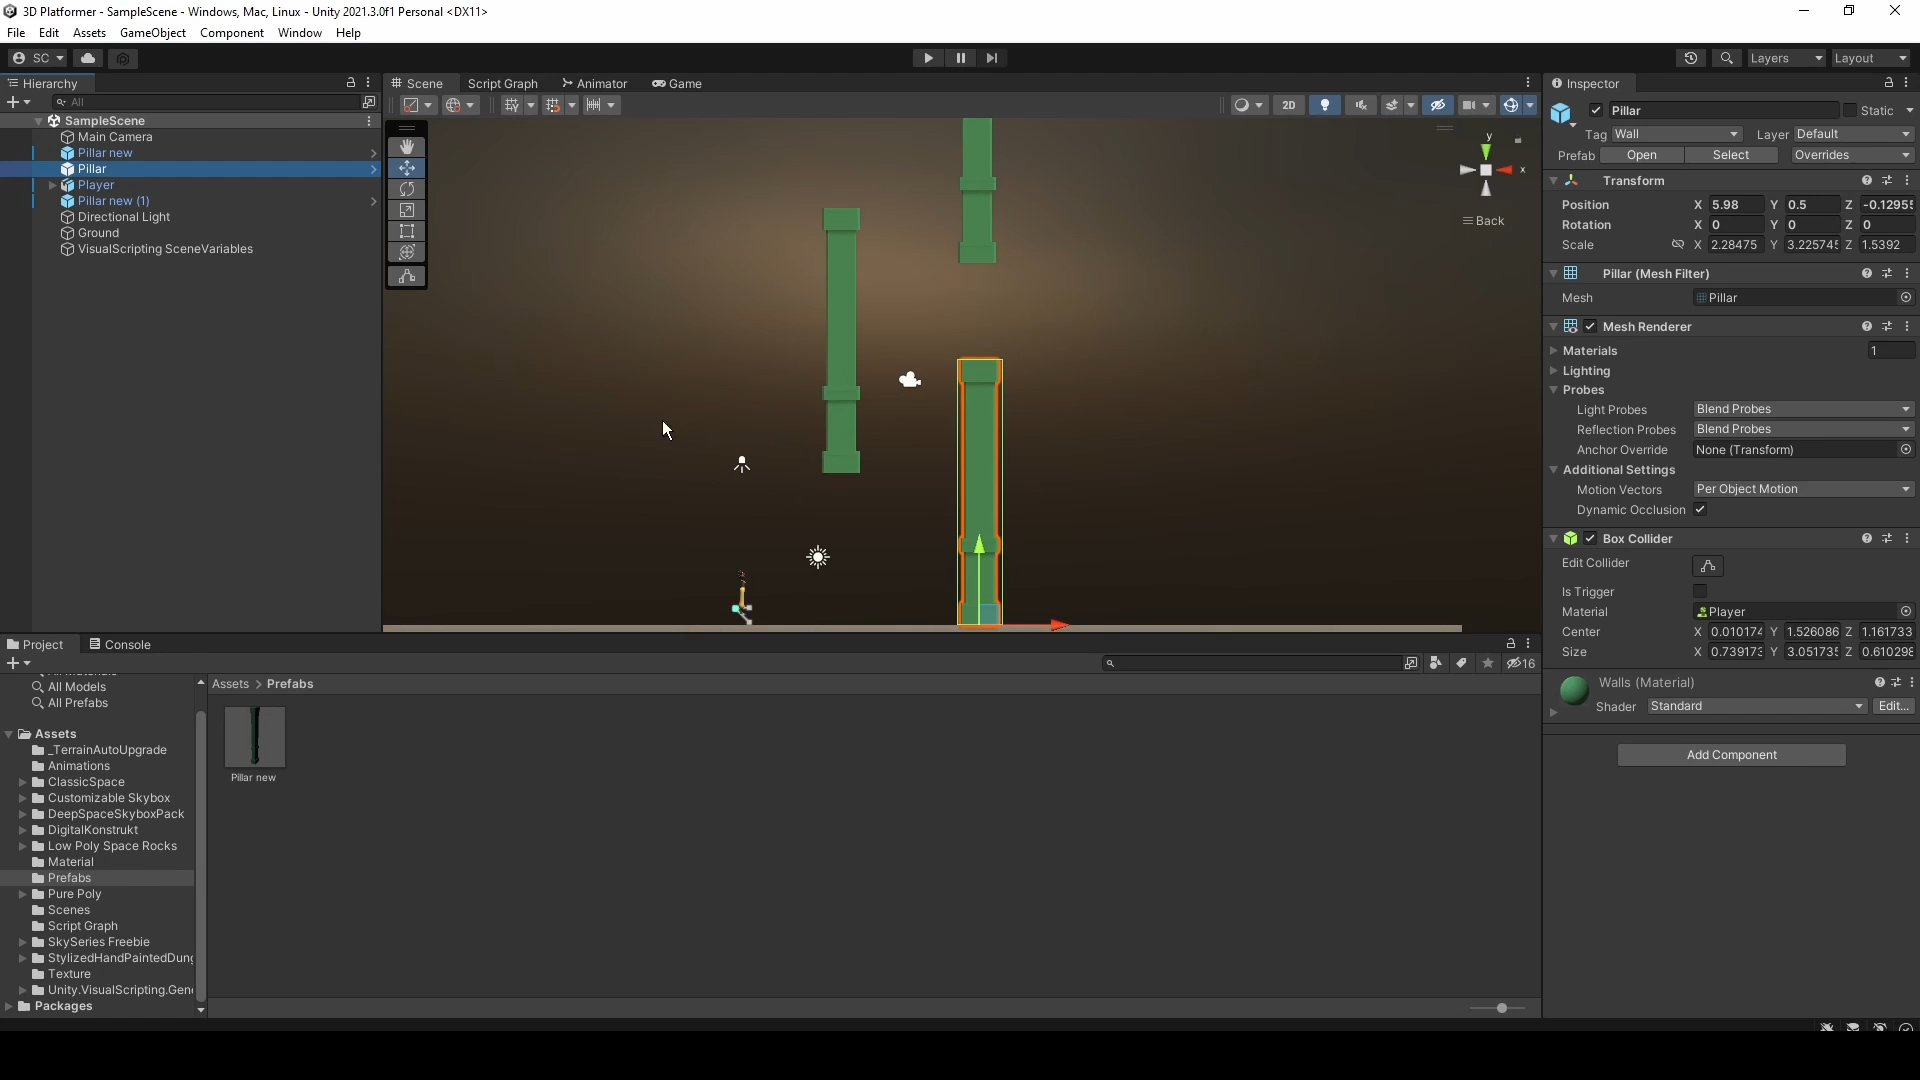 3D Platformer - SampleScene - Windows, Mac, Linux - Unity 2021.3.0f1 Personal <DX11>
File Edit Assets GameObject Component Window Help
SC Layers Layout
Hierarchy
All
SampleScene
Main Camera
Pillar new
Pillar
Player
Pillar new (1)
Directional Light
Ground
VisualScripting SceneVariables
Scene Script Graph Animator Game
2D
y
x
Back
Inspector
Pillar Static
Tag Wall Layer Default
Prefab Open Select Overrides
Transform
Position X 5.98 Y 0.5 Z -0.1295
Rotation X 0 Y 0 Z 0
Scale X 2.28475 Y 3.225745 Z 1.5392
Pillar (Mesh Filter)
Mesh Pillar
Mesh Renderer
Materials 1
Lighting
Probes
Light Probes Blend Probes
Reflection Probes Blend Probes
Anchor Override None (Transform)
Additional Settings
Motion Vectors Per Object Motion
Dynamic Occlusion
Box Collider
Edit Collider
Is Trigger
Material Player
Center X 0.010174 Y 1.526086 Z 1.161733
Size X 0.739173 Y 3.051735 Z 0.610298
Walls (Material)
Shader Standard Edit...
Add Component
Project Console
16
All Models
All Prefabs
Assets
_TerrainAutoUpgrade
Animations
ClassicSpace
Customizable Skybox
DeepSpaceSkyboxPack
DigitalKonstrukt
Low Poly Space Rocks
Material
Prefabs
Pure Poly
Scenes
Script Graph
SkySeries Freebie
StylizedHandPaintedDung
Texture
Unity.VisualScripting.Gen
Packages
Assets > Prefabs
Pillar new